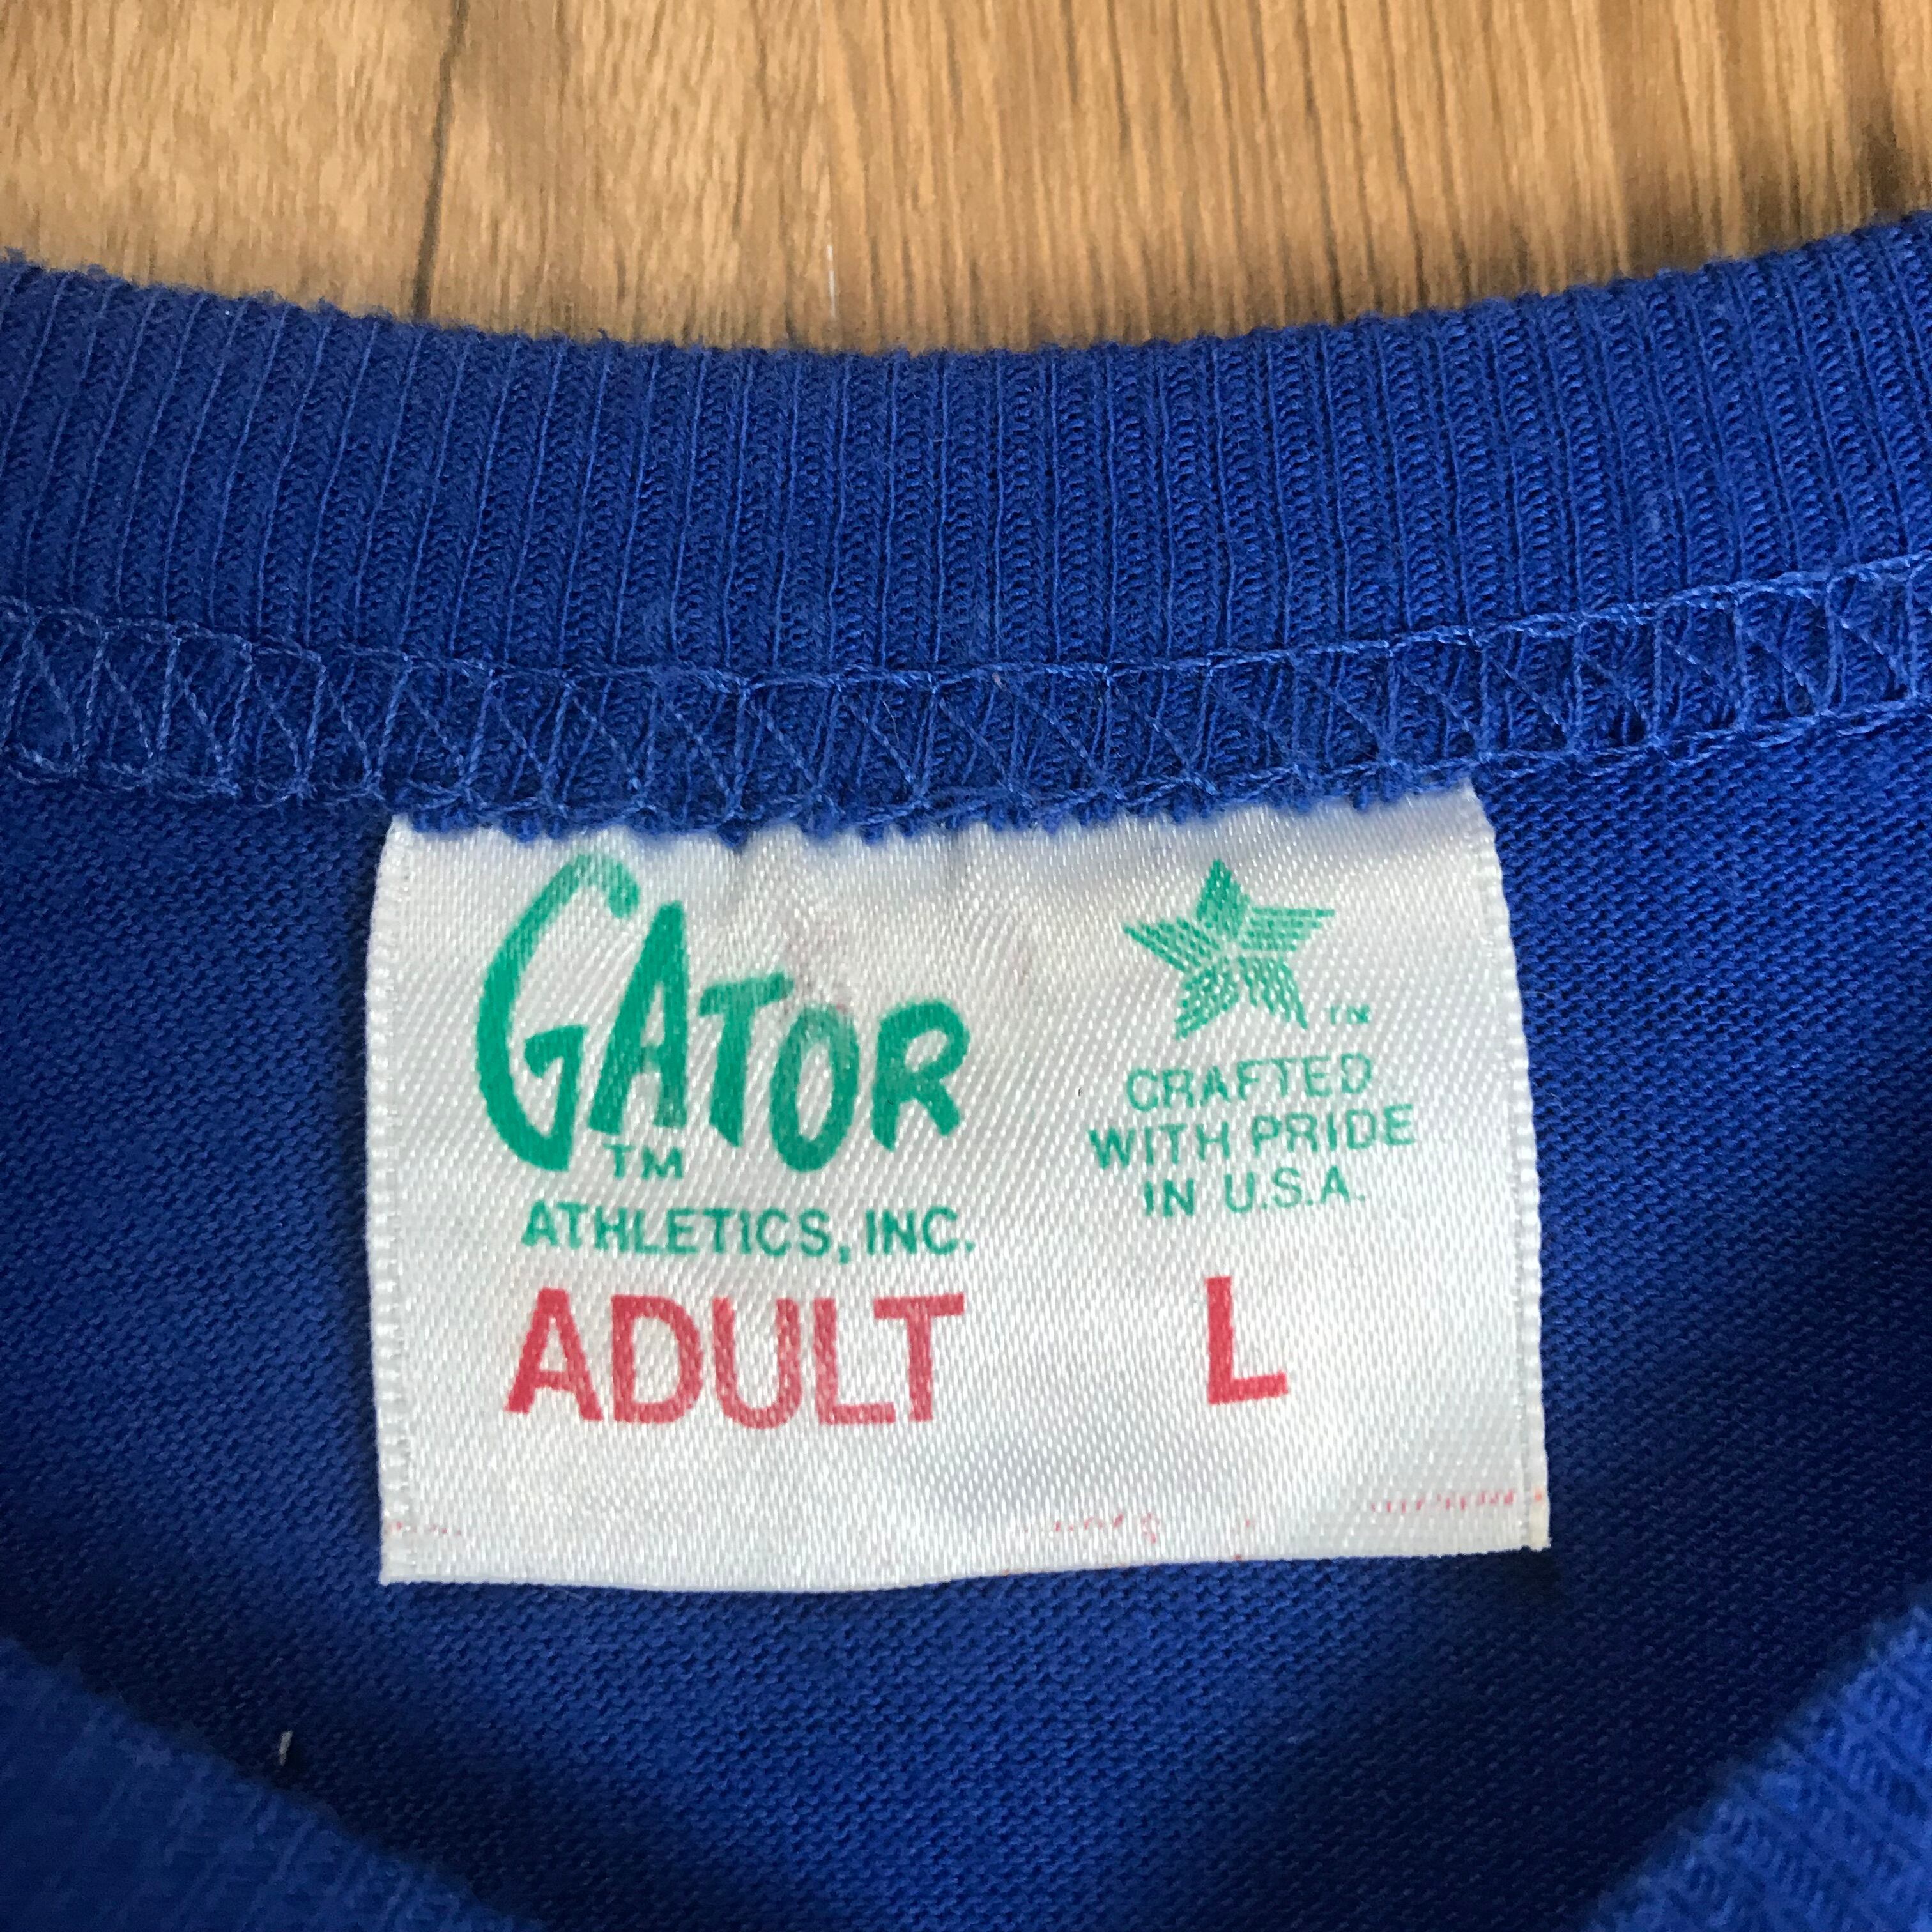 GATOR
TM
ATHLETICS, INC.
TM
CRAFTED
WITH PRIDE
IN U.S.A.
ADULT L